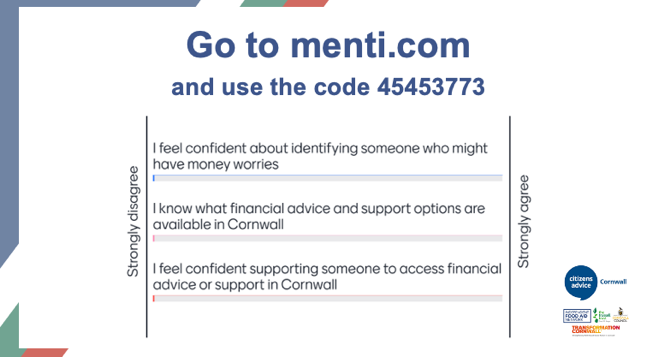 Go to menti.com
and use the code 45453773
Strongly disagree
I feel confident about identifying someone who might
have money worries
I know what financial advice and support options are
available in Cornwall
I feel confident supporting someone to access financial
advice or support in Cornwall
Strongly agree
citizens
advice
Cornwall
FOOD AID
COUNCIL
TRANSFORMATION
CORNWALL